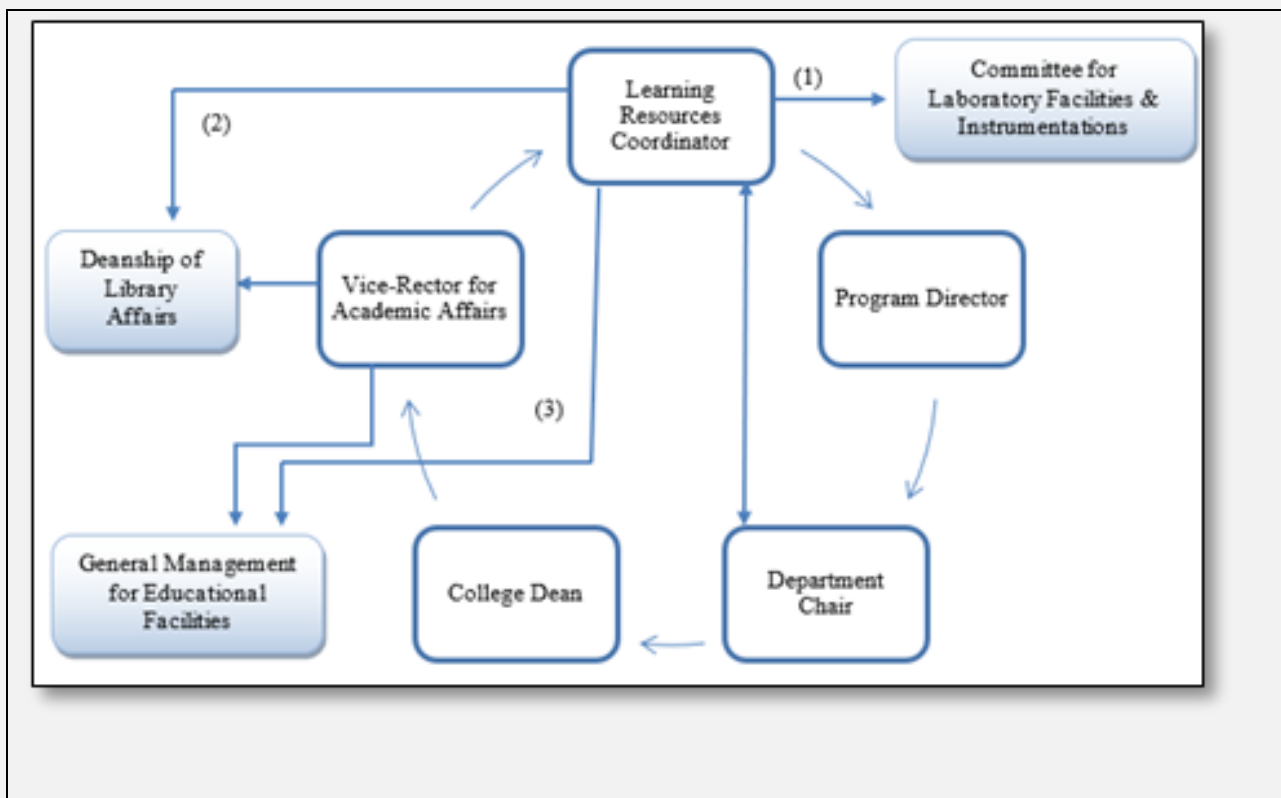 Learning
Resources
Coordinator
(1)
Committee for
Laboratory Facilities &
Instrumentations
(2)
Deanship of
Library
Affairs
Vice-Rector for
Academic Affairs
Program Director
(3)
General Management
for Educational
Facilities
College Dean
Department
Chair